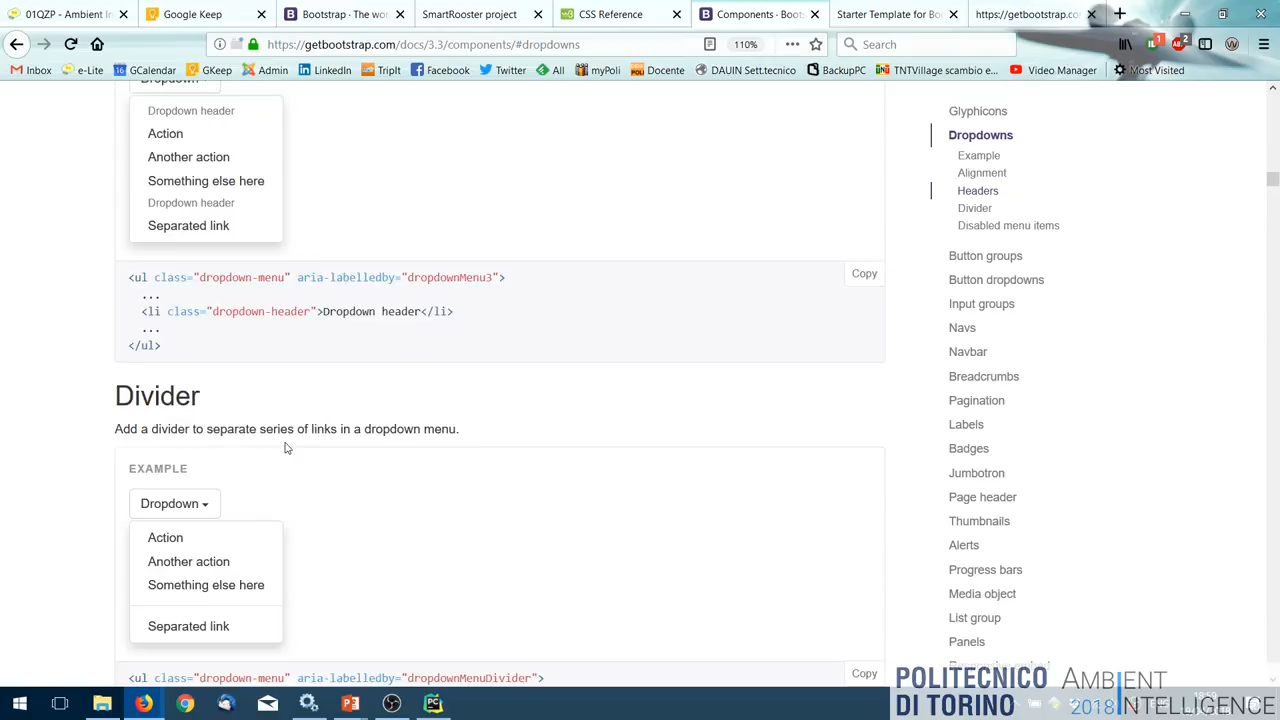 01QZP - Ambient In
Google Keep
Bootstrap · The wor
SmartRooster project
CSS Reference
Components · Boots
Starter Template for Boo
https://getbootstrap.co
https://getbootstrap.com/docs/3.3/components/#dropdowns
110%
Search
Inbox
e-Lite
GCalendar
GKeep
Admin
LinkedIn
TripIt
Facebook
Twitter
All
myPoli
Docente
DAUIN Sett.tecnico
BackupPC
TNTVillage scambio e...
Video Manager
Most Visited
Dropdown header
Action
Another action
Something else here
Dropdown header
Separated link
<ul class="dropdown-menu" aria-labelledby="dropdownMenu3">
...
<li class="dropdown-header">Dropdown header</li>
...
</ul>
Copy
Divider
Add a divider to separate series of links in a dropdown menu.
EXAMPLE
Dropdown
Action
Another action
Something else here
Separated link
<ul class="dropdown-menu" aria-labelledby="dropdownMenuDivider">
Copy
Glyphicons
Dropdowns
Example
Alignment
Headers
Divider
Disabled menu items
Button groups
Button dropdowns
Input groups
Navs
Navbar
Breadcrumbs
Pagination
Labels
Badges
Jumbotron
Page header
Thumbnails
Alerts
Progress bars
Media object
List group
Panels
POLITECNICO
DI TORINO
AMBIENT
2018 INTELLIGENCE